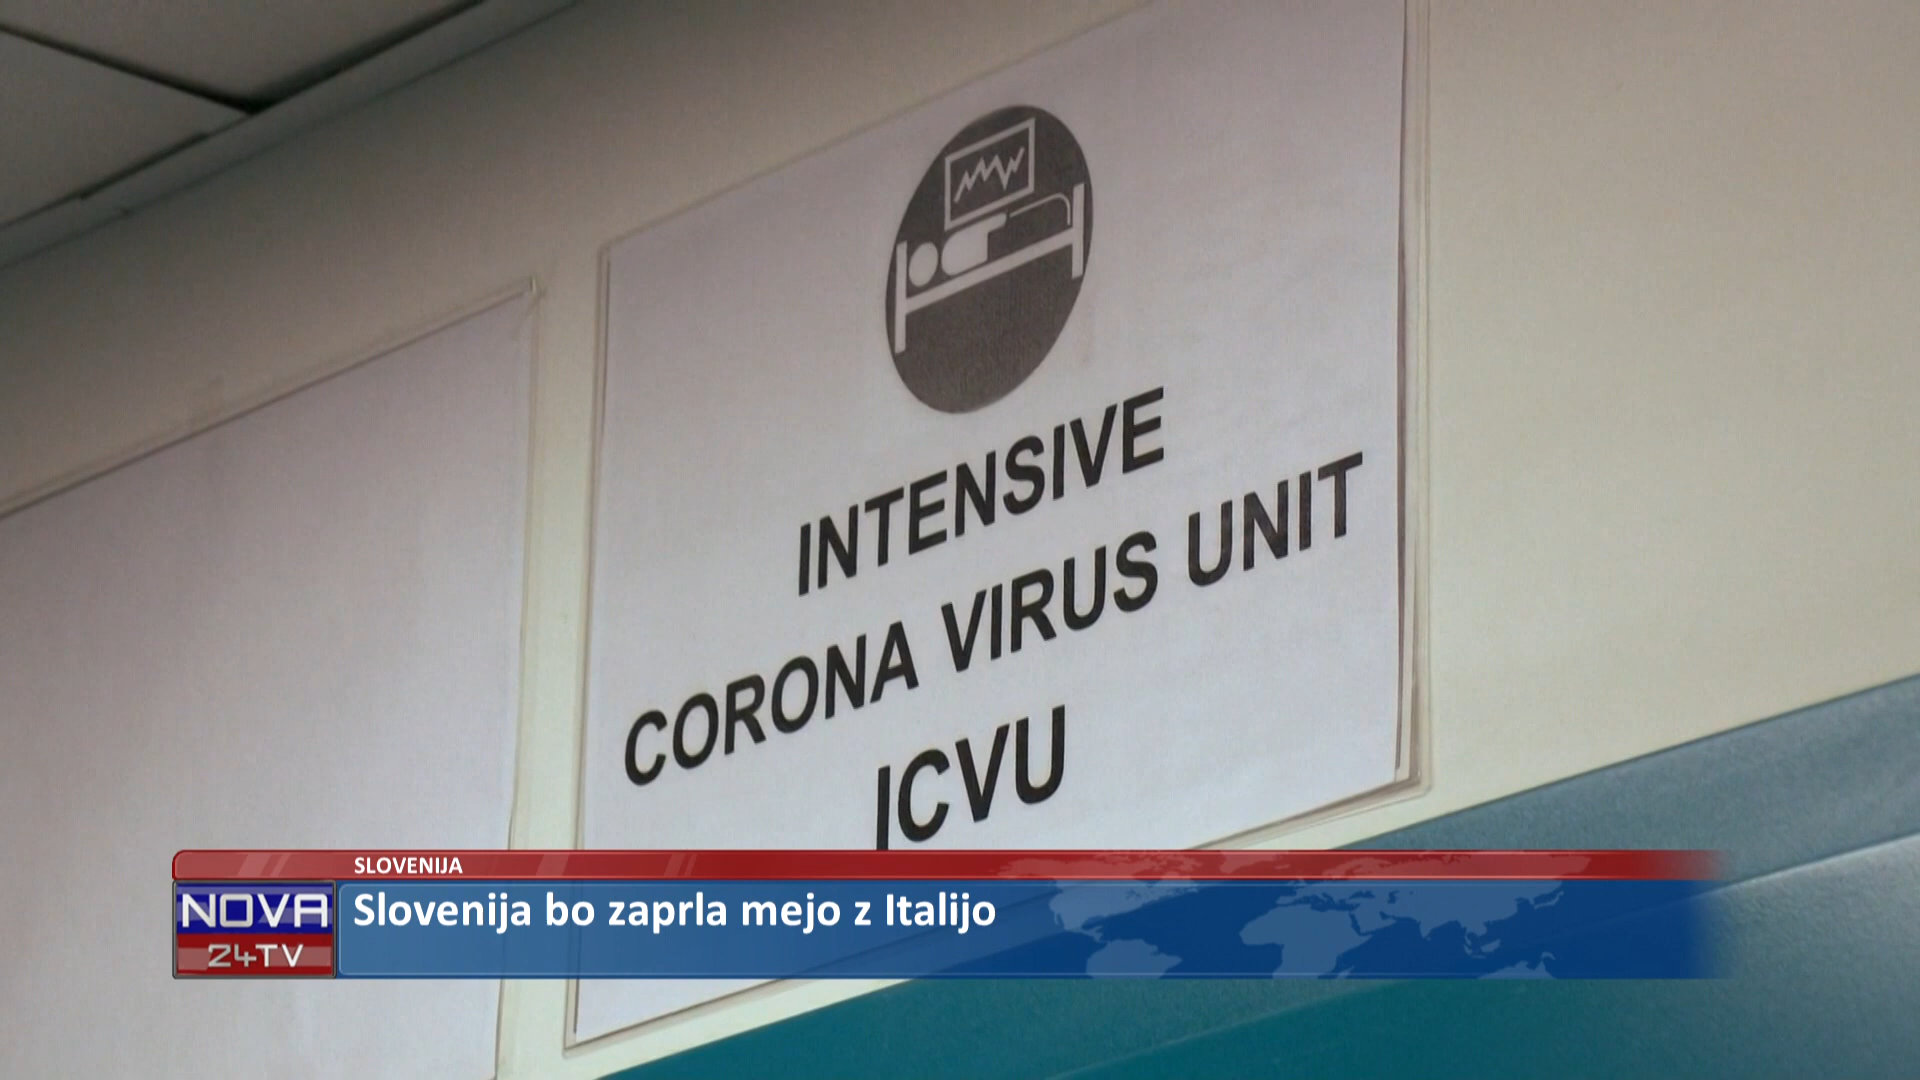 INTENSIVE
CORONA VIRUS UNIT
ICVU
SLOVENIJA
NOVA
24TV
Slovenija bo zaprla mejo z Italijo